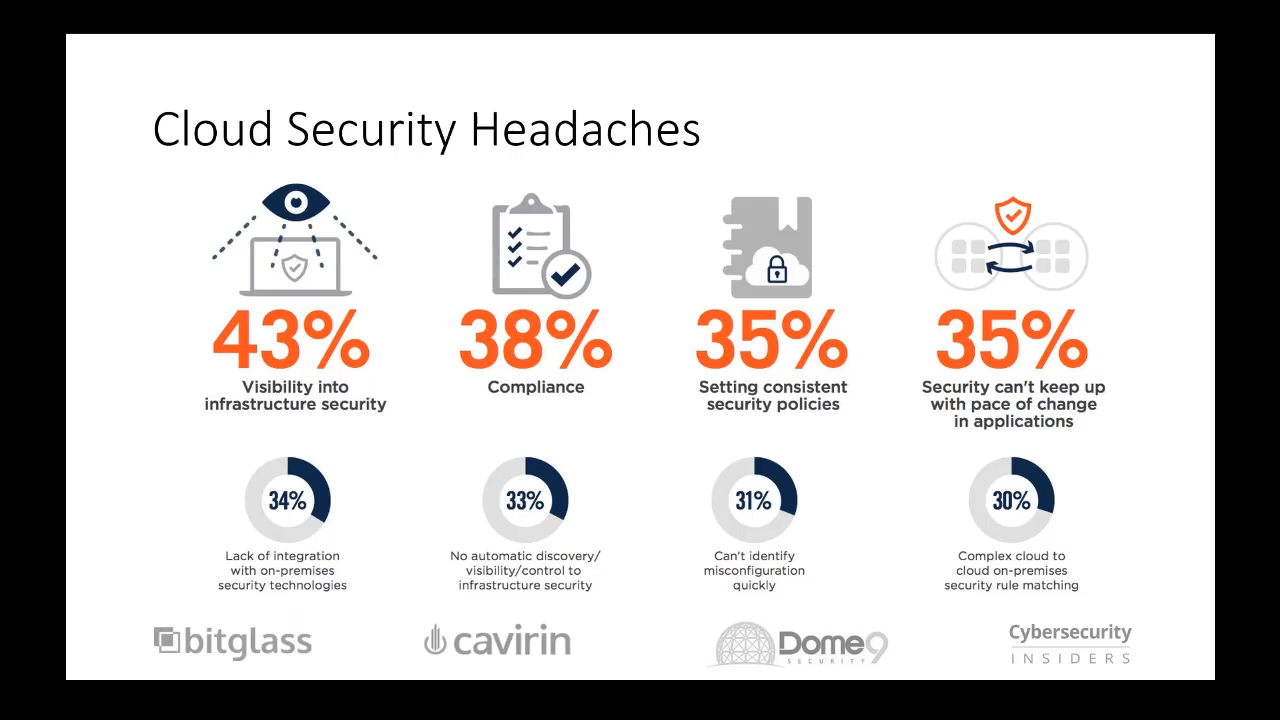 Cloud Security Headaches
43%
Visibility into
infrastructure security
38%
Compliance
35%
Setting consistent
security policies
35%
Security can't keep up
with pace of change
in applications
34%
Lack of integration
with on-premises
security technologies
33%
No automatic discovery/
visibility/control to
infrastructure security
31%
Can't identify
misconfiguration
quickly
30%
Complex cloud to
cloud on-premises
security rule matching
bitglass
cavirin
Dome9
SECURITY
Cybersecurity
INSIDERS